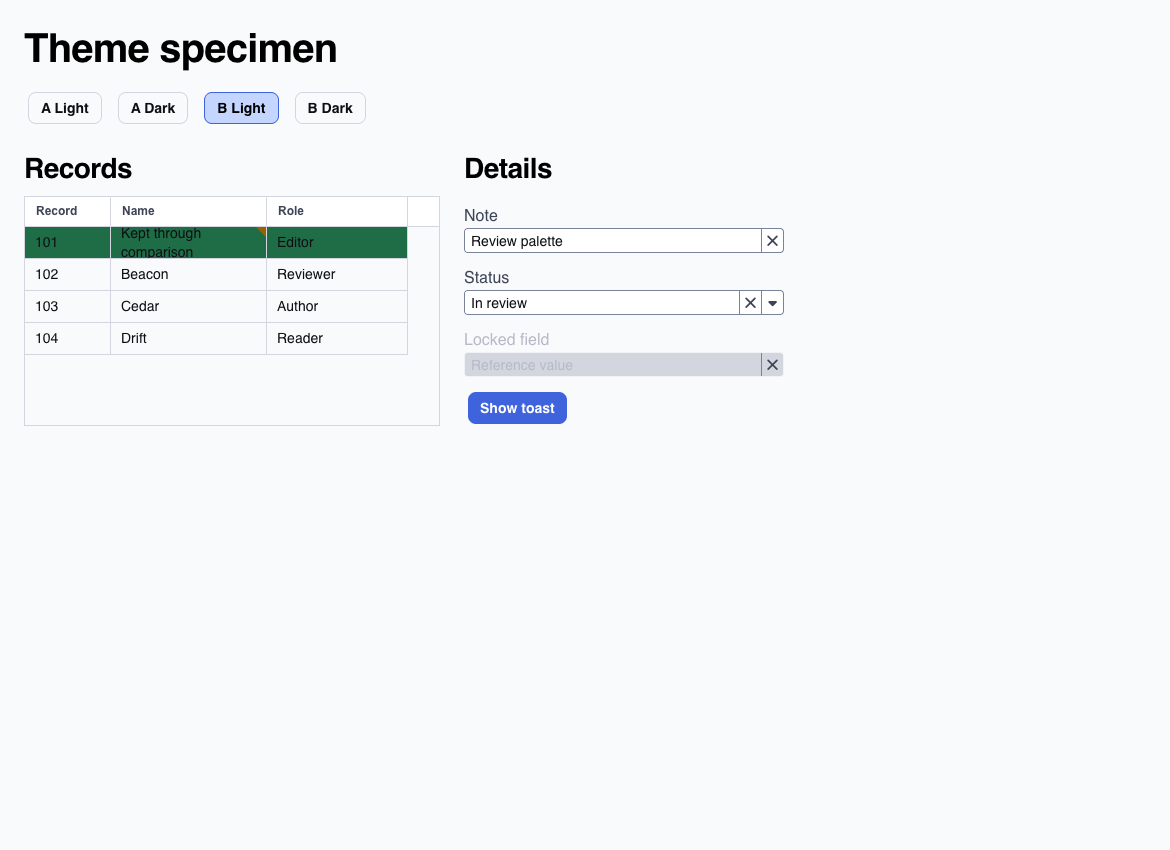 Theme specimen
A Light A Dark B Light B Dark
Records
Record Name Role
101 Kept through comparison Editor
102 Beacon Reviewer
103 Cedar Author
104 Drift Reader
Details
Note
Review palette
Status
In review
Locked field
Reference value
Show toast